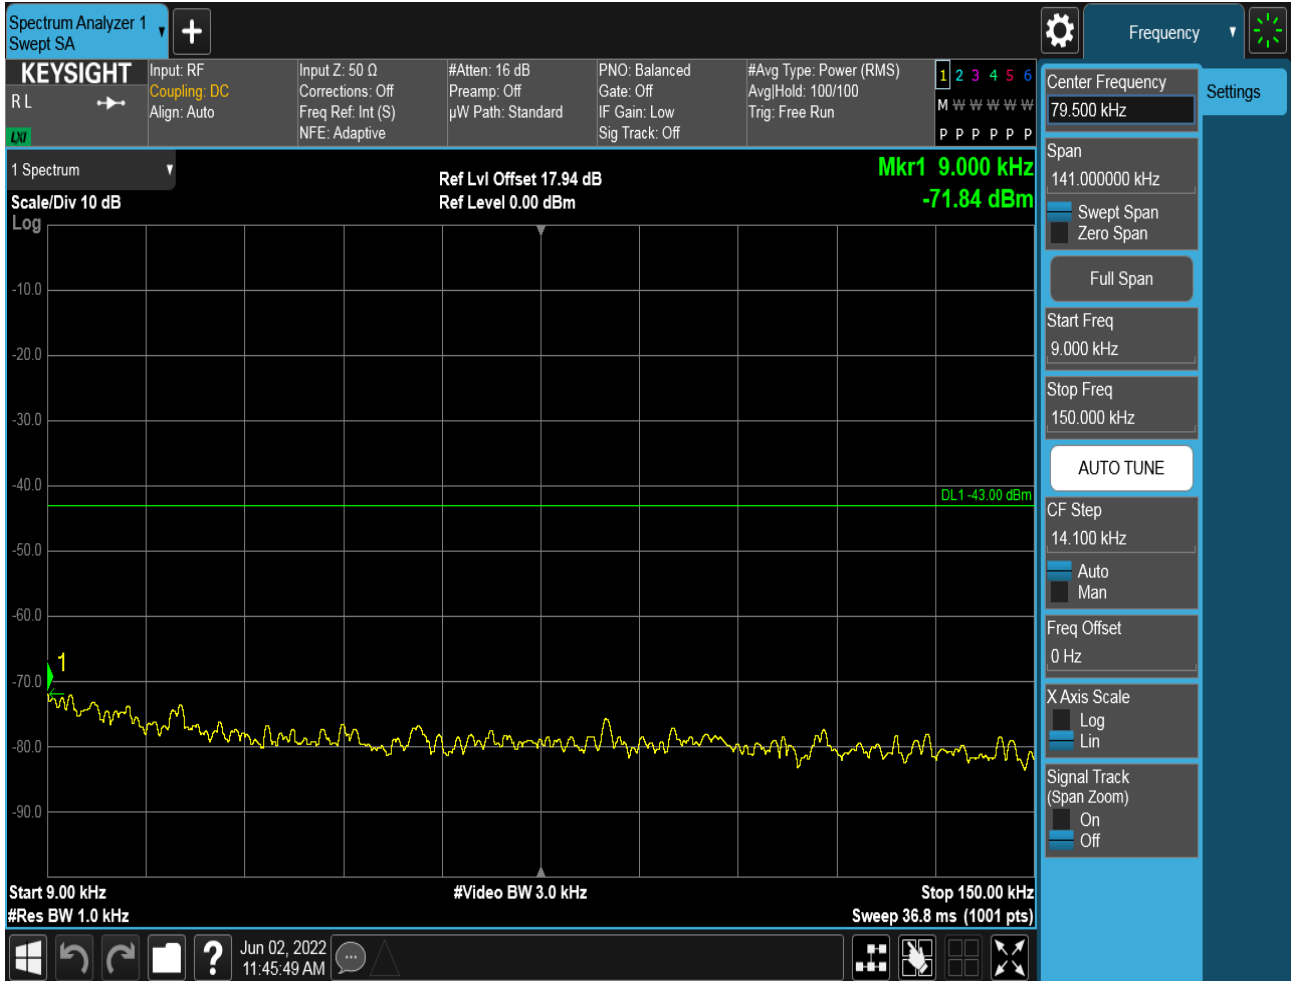 Spectrum Analyzer 1
Swept SA
Frequency
KEYSIGHT
R L
LXI
Input: RF
Coupling: DC
Align: Auto
Input Z: 50 Ω
Corrections: Off
Freq Ref: Int (S)
NFE: Adaptive
#Atten: 16 dB
Preamp: Off
µW Path: Standard
PNO: Balanced
Gate: Off
IF Gain: Low
Sig Track: Off
#Avg Type: Power (RMS)
Avg|Hold: 100/100
Trig: Free Run
1 2 3 4 5 6
M W W W W W
P P P P P P
1 Spectrum
Scale/Div 10 dB
Log
Ref Lvl Offset 17.94 dB
Ref Level 0.00 dBm
Mkr1 9.000 kHz
-71.84 dBm
-10.0
-20.0
-30.0
-40.0
DL1 -43.00 dBm
-50.0
-60.0
1
-70.0
-80.0
-90.0
Start 9.00 kHz
#Res BW 1.0 kHz
#Video BW 3.0 kHz
Stop 150.00 kHz
Sweep 36.8 ms (1001 pts)
?
Jun 02, 2022
11:45:49 AM
Center Frequency
79.500 kHz
Settings
Span
141.000000 kHz
Swept Span
Zero Span
Full Span
Start Freq
9.000 kHz
Stop Freq
150.000 kHz
AUTO TUNE
CF Step
14.100 kHz
Auto
Man
Freq Offset
0 Hz
X Axis Scale
Log
Lin
Signal Track
(Span Zoom)
On
Off